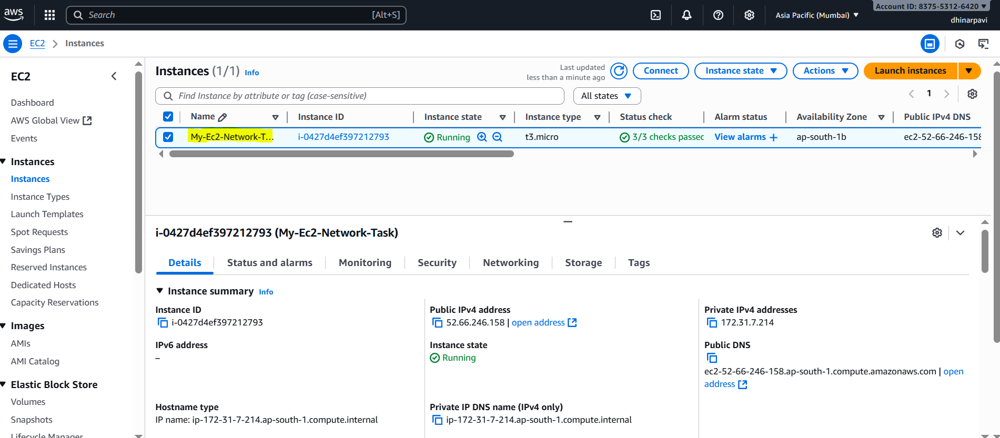 aws
Search [Alt+S]
Asia Pacific (Mumbai)
Account ID: 8375-5312-6420
dhinarpavi
EC2 Instances
EC2
Dashboard
AWS Global View
Events
Instances
Instances
Instance Types
Launch Templates
Spot Requests
Savings Plans
Reserved Instances
Dedicated Hosts
Capacity Reservations
Images
AMIs
AMI Catalog
Elastic Block Store
Volumes
Snapshots
Lifecycle Manager
Instances (1/1) Info
Last updated
less than a minute ago
Connect
Instance state
Actions
Launch instances
Find Instance by attribute or tag (case-sensitive)
All states
1
Name Instance ID Instance state Instance type Status check Alarm status Availability Zone Public IPv4 DNS
My-Ec2-Network-T... i-0427d4ef397212793 Running t3.micro 3/3 checks passed View alarms + ap-south-1b ec2-52-66-246-158
i-0427d4ef397212793 (My-Ec2-Network-Task)
Details Status and alarms Monitoring Security Networking Storage Tags
Instance summary Info
Instance ID
i-0427d4ef397212793
Public IPv4 address
52.66.246.158 | open address
Private IPv4 addresses
172.31.7.214
IPv6 address
–
Instance state
Running
Public DNS
ec2-52-66-246-158.ap-south-1.compute.amazonaws.com | open
address
Hostname type
IP name: ip-172-31-7-214.ap-south-1.compute.internal
Private IP DNS name (IPv4 only)
ip-172-31-7-214.ap-south-1.compute.internal